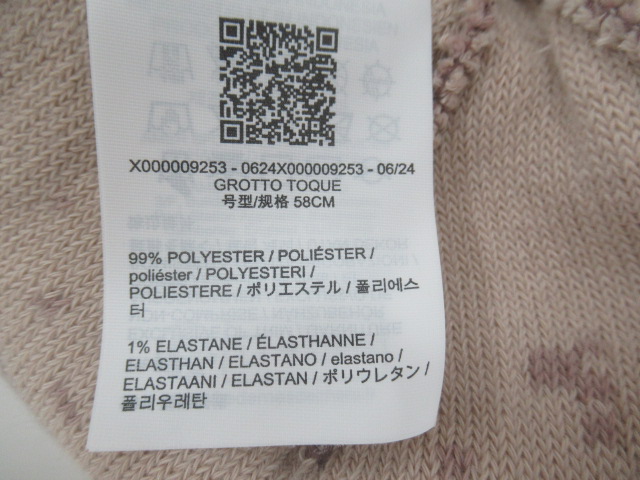 X000009253 - 0624X000009253 - 06/24
GROTTO TOQUE
号型/规格 58CM
99% POLYESTER / POLIÉSTER /
poliéster / POLYESTERI /
POLIESTERE / ポリエステル / 폴리에스
터
1% ELASTANE / ÉLASTHANNE /
ELASTHAN / ELASTANO / elastano /
ELASTAANI / ELASTAN / ポリウレタン /
폴리우레탄